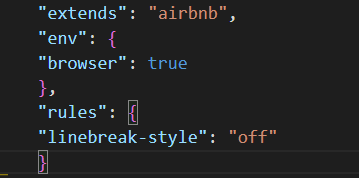 "extends": "airbnb",
"env": {
"browser": true
},
"rules": {
"linebreak-style": "off"
}